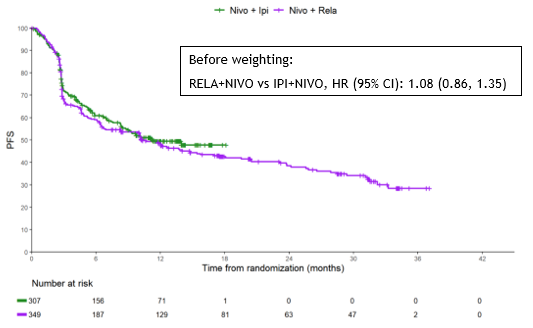 Nivo + Ipi Nivo + Rela
Before weighting:
RELA+NIVO vs IPI+NIVO, HR (95% CI): 1.08 (0.86, 1.35)
PFS
100
90
80
70
60
50
40
30
20
10
0
0 6 12 18 24 30 36 42
Time from randomization (months)
Number at risk
307 156 71 1 0 0 0 0
349 187 129 81 63 47 2 0